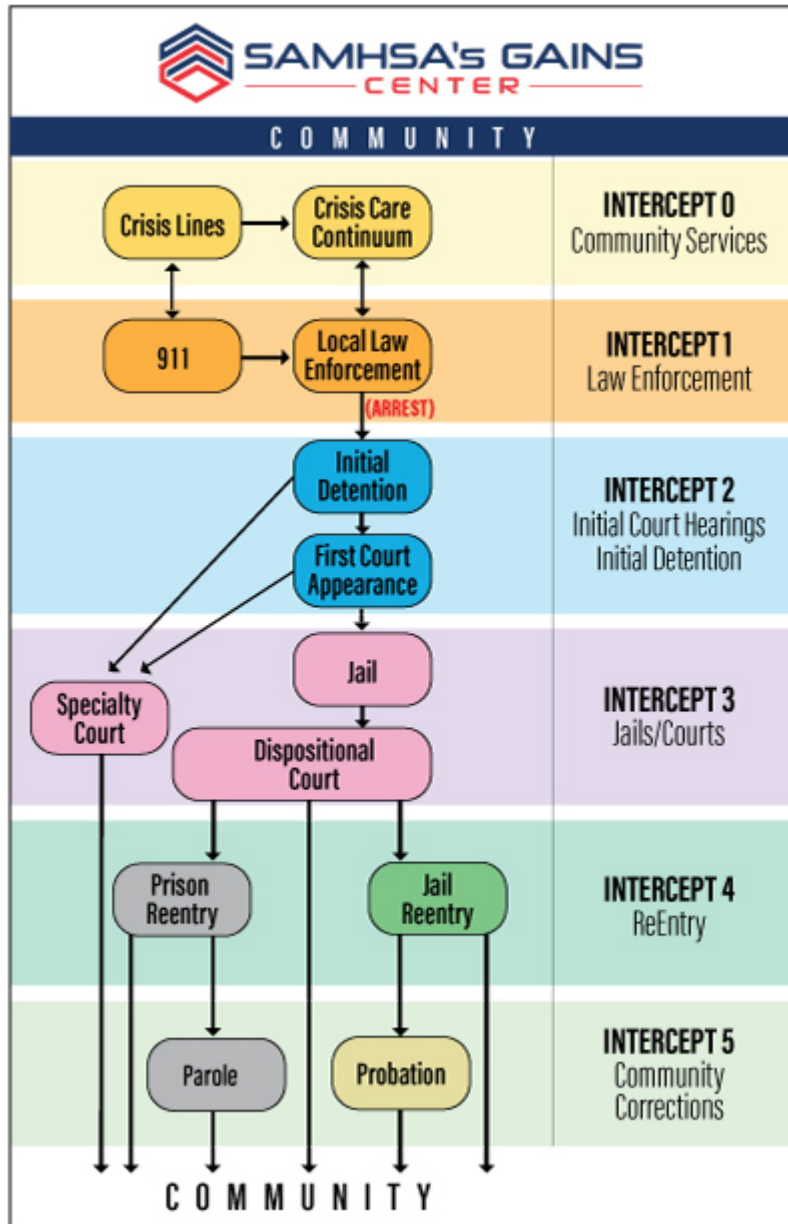 SAMHSA's GAINS
CENTER
COMMUNITY
Crisis Lines
Crisis Care
Continuum
INTERCEPT 0
Community Services
911
Local Law
Enforcement
INTERCEPT 1
Law Enforcement
(ARREST)
Initial
Detention
First Court
Appearance
INTERCEPT 2
Initial Court Hearings
Initial Detention
Jail
Specialty
Court
Dispositional
Court
INTERCEPT 3
Jails/Courts
Prison
Reentry
Jail
Reentry
INTERCEPT 4
ReEntry
Parole
Probation
INTERCEPT 5
Community
Corrections
COMMUNITY